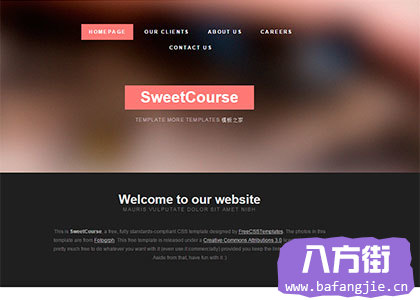 HOMEPAGE OUR CLIENTS ABOUT US CAREERS
CONTACT US
SweetCourse
TEMPLATE MORE TEMPLATES 模板之家
Welcome to our website
MAURIS VULPUTATE DOLOR SIT AMET NIBH
This is SweetCourse, a free, fully standards-compliant CSS template designed by FreeCSSTemplates. The photos in
this template are from Fotogrph. This free template is released under a Creative Commons Attributions 3.0
pretty much free to do whatever you want with it (even use it commercially) provided you keep the
Aside from that, have fun with it :)
八方街
www.bafangjie.cn